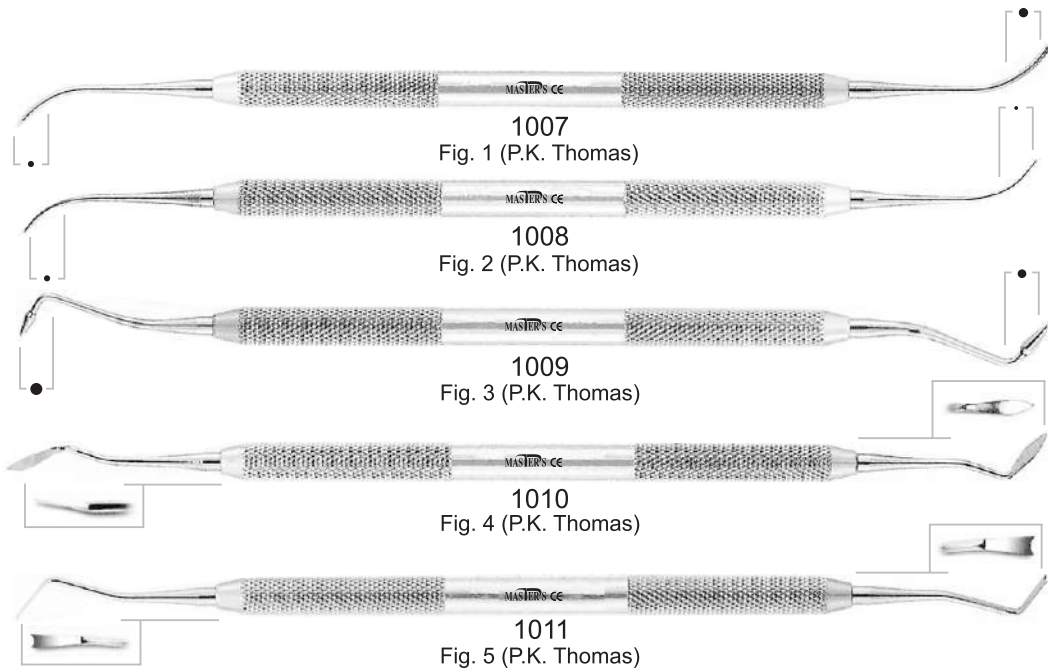 MASTER'S CE
1007
Fig. 1 (P.K. Thomas)
MASTER'S CE
1008
Fig. 2 (P.K. Thomas)
MASTER'S CE
1009
Fig. 3 (P.K. Thomas)
MASTER'S CE
1010
Fig. 4 (P.K. Thomas)
MASTER'S CE
1011
Fig. 5 (P.K. Thomas)